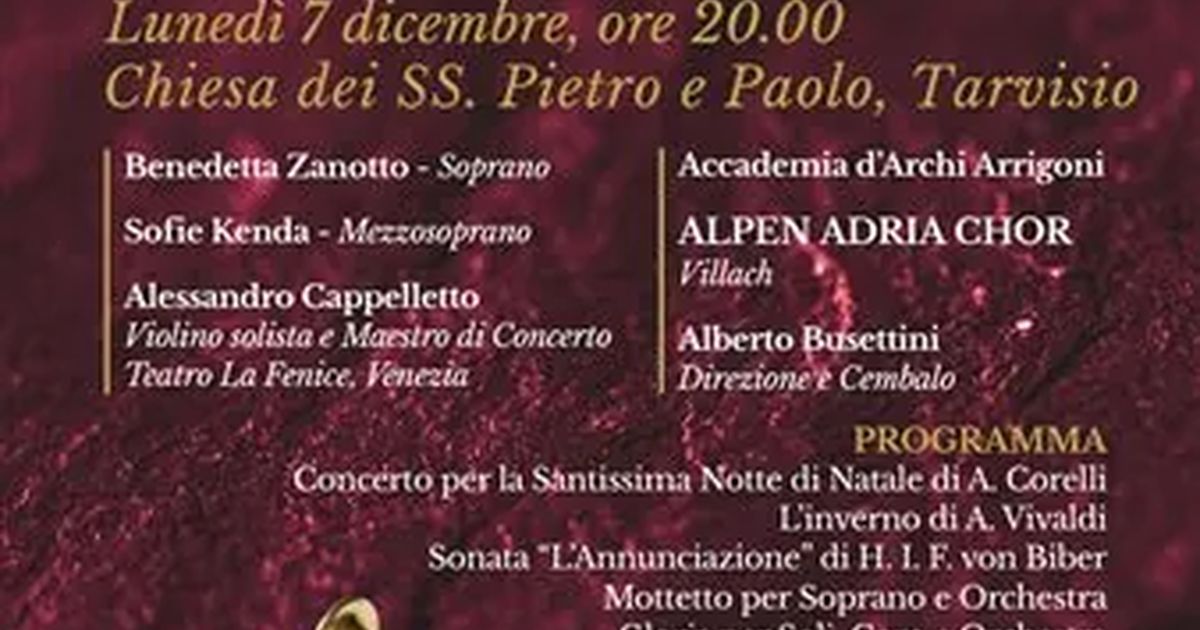 Lunedì 7 dicembre, ore 20.00
Chiesa dei SS. Pietro e Paolo, Tarvisio
Benedetta Zanotto - Soprano
Sofie Kenda - Mezzosoprano
Alessandro Cappelletto
Violino solista e Maestro di Concerto
Teatro La Fenice, Venezia
Accademia d'Archi Arrigoni
ALPEN ADRIA CHOR
Villach
Alberto Busettini
Direzione e Cembalo
PROGRAMMA
Concerto per la Santissima Notte di Natale di A. Corelli
L'inverno di A. Vivaldi
Sonata “L'Annunciazione” di H. I. F. von Biber
Mottetto per Soprano e Orchestra